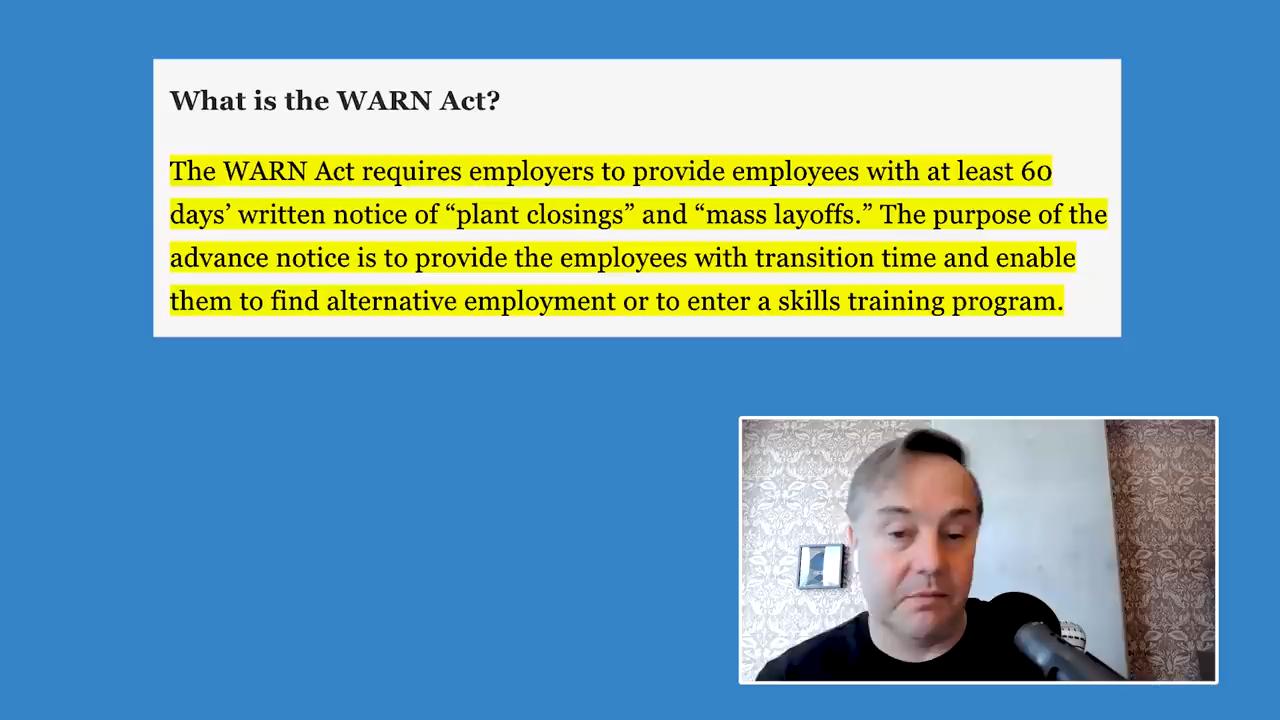 What is the WARN Act?
The WARN Act requires employers to provide employees with at least 60
days’ written notice of “plant closings” and “mass layoffs.” The purpose of the
advance notice is to provide the employees with transition time and enable
them to find alternative employment or to enter a skills training program.